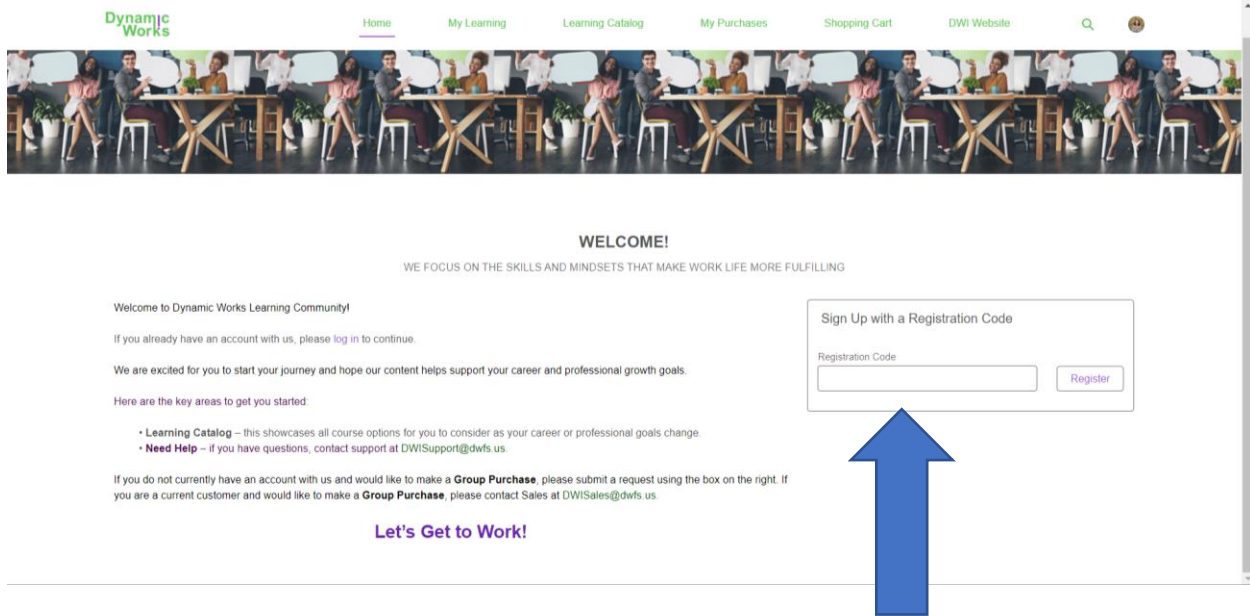 Dynamic
Works
Home My Learning Learning Catalog My Purchases Shopping Cart DWI Website
WELCOME!
WE FOCUS ON THE SKILLS AND MINDSETS THAT MAKE WORK LIFE MORE FULFILLING
Welcome to Dynamic Works Learning Community!
If you already have an account with us, please log in to continue.
We are excited for you to start your journey and hope our content helps support your career and professional growth goals.
Here are the key areas to get you started:
• Learning Catalog – this showcases all course options for you to consider as your career or professional goals change.
• Need Help – if you have questions, contact support at DWISupport@dwfs.us.
If you do not currently have an account with us and would like to make a Group Purchase, please submit a request using the box on the right. If
you are a current customer and would like to make a Group Purchase, please contact Sales at DWISales@dwfs.us.
Let's Get to Work!
Sign Up with a Registration Code
Registration Code
Register